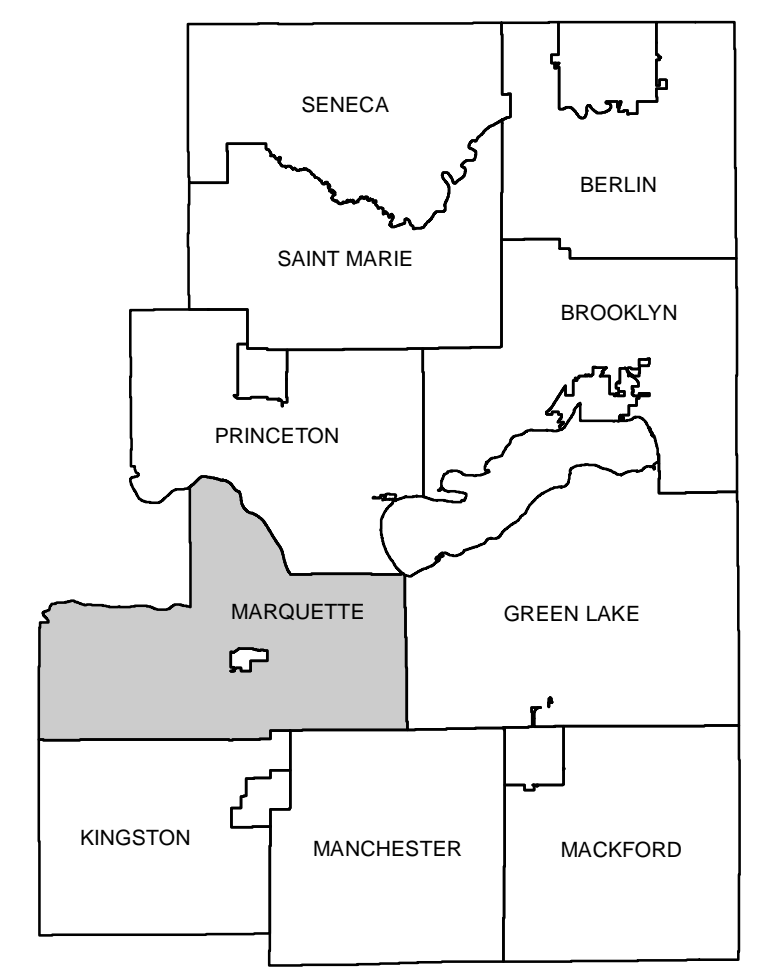 SENECA
BERLIN
SAINT MARIE
BROOKLYN
PRINCETON
MARQUETTE
GREEN LAKE
KINGSTON
MANCHESTER
MACKFORD